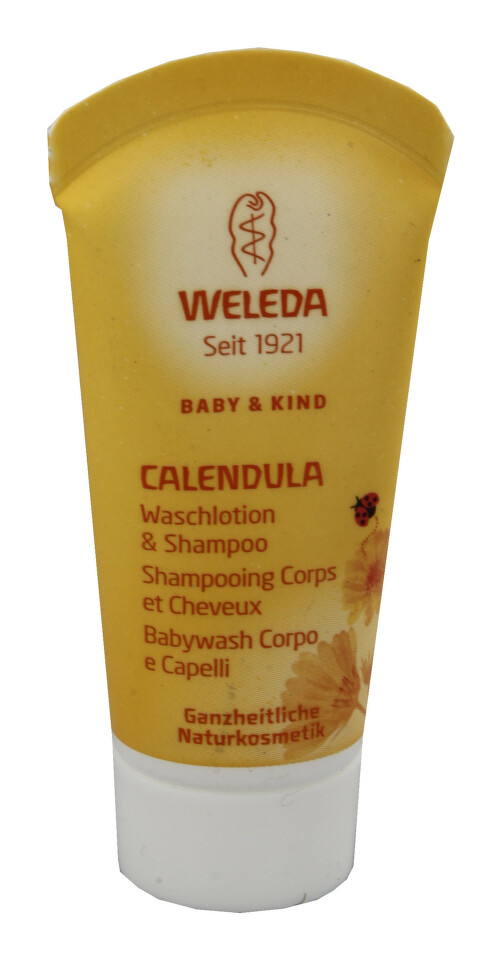 WELEDA
Seit 1921
BABY & KIND
CALENDULA
Waschlotion
& Shampoo
Shampooing Corps
et Cheveux
Babywash Corpo
e Capelli
Ganzheitliche
Naturkosmetik